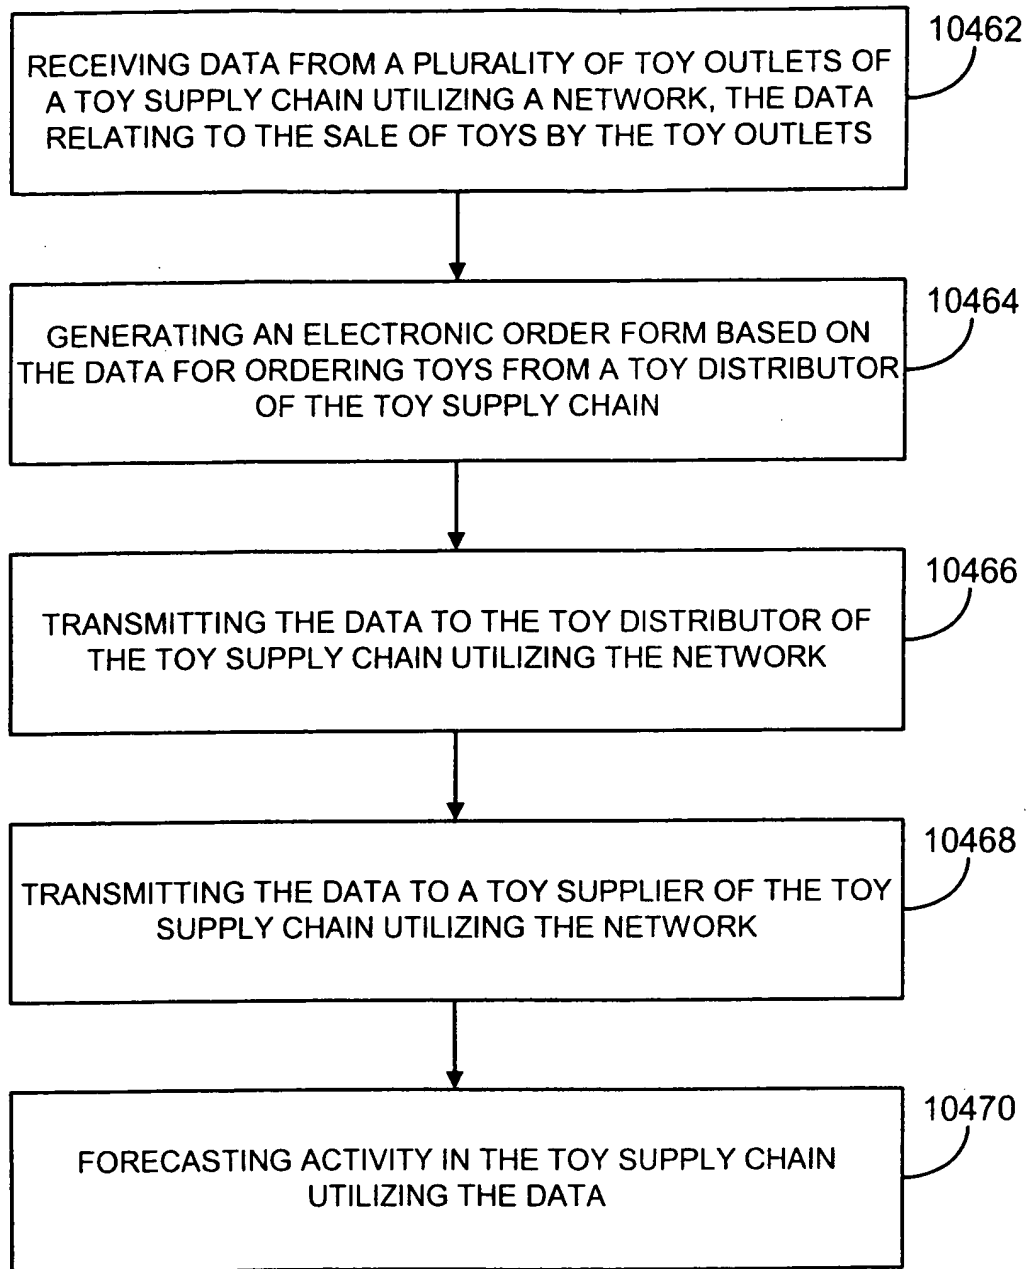 10462
RECEIVING DATA FROM A PLURALITY OF TOY OUTLETS OF
A TOY SUPPLY CHAIN UTILIZING A NETWORK, THE DATA
RELATING TO THE SALE OF TOYS BY THE TOY OUTLETS
10464
GENERATING AN ELECTRONIC ORDER FORM BASED ON
THE DATA FOR ORDERING TOYS FROM A TOY DISTRIBUTOR
OF THE TOY SUPPLY CHAIN
10466
TRANSMITTING THE DATA TO THE TOY DISTRIBUTOR OF
THE TOY SUPPLY CHAIN UTILIZING THE NETWORK
10468
TRANSMITTING THE DATA TO A TOY SUPPLIER OF THE TOY
SUPPLY CHAIN UTILIZING THE NETWORK
10470
FORECASTING ACTIVITY IN THE TOY SUPPLY CHAIN
UTILIZING THE DATA